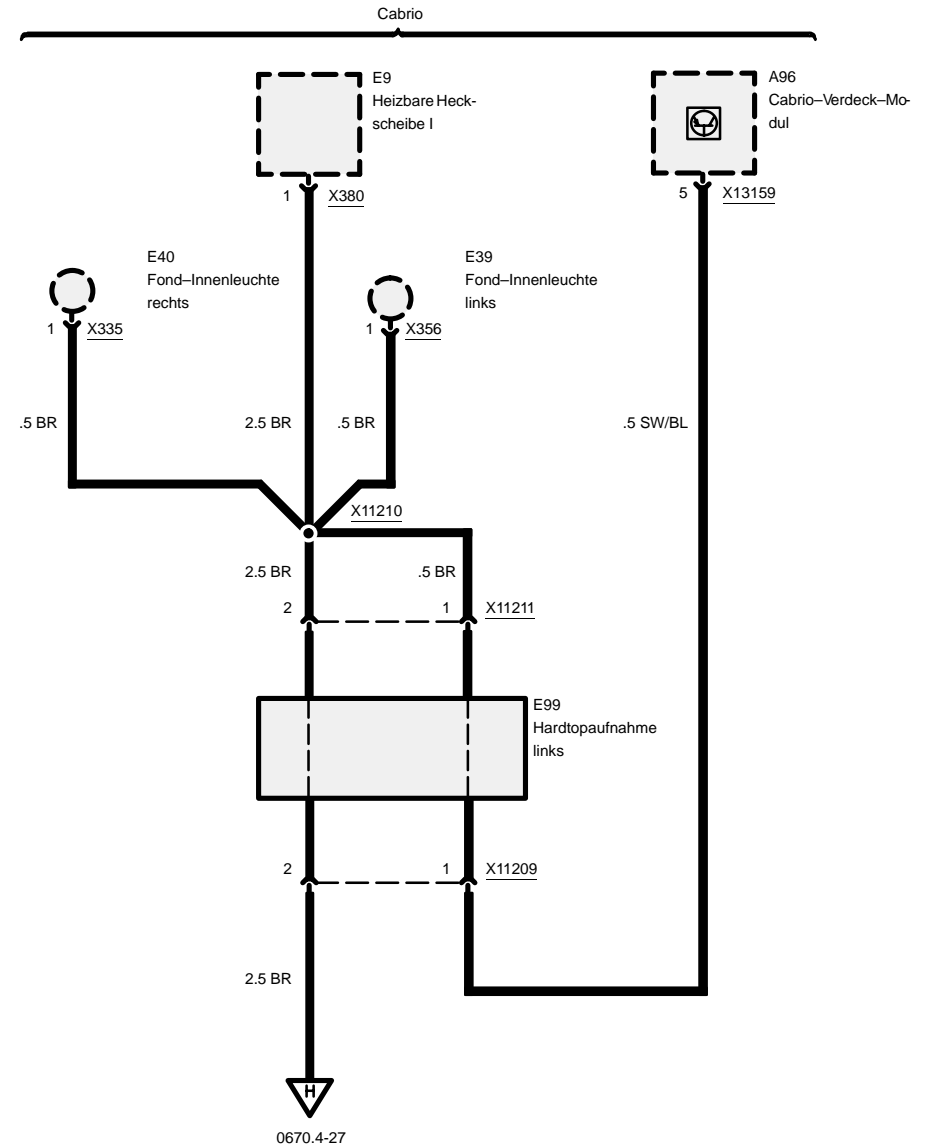 Cabrio
E9
Heizbare Heck-
scheibe I
A96
Cabrio–Verdeck–Mo-
dul
1
X380
5
X13159
E40
Fond–Innenleuchte
rechts
E39
Fond–Innenleuchte
links
1
X335
1
X356
.5 BR
2.5 BR
.5 BR
.5 SW/BL
X11210
2.5 BR
.5 BR
2
1
X11211
E99
Hardtopaufnahme
links
2
1
X11209
2.5 BR
H
0670.4-27